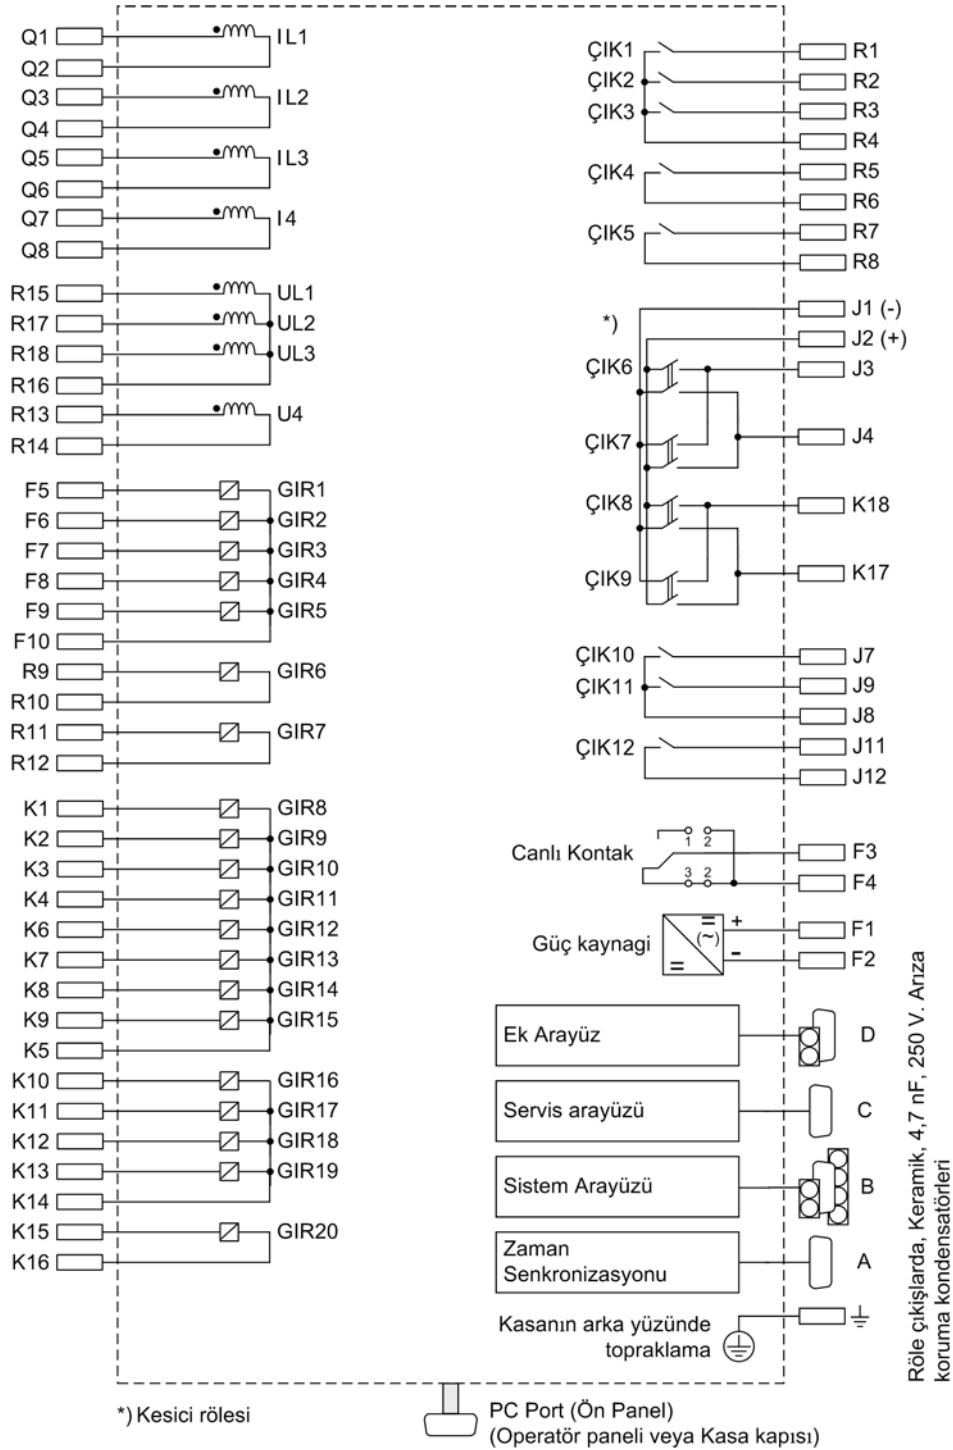 Q1 IL1
Q2
Q3 IL2
Q4
Q5 IL3
Q6
Q7 I4
Q8
R15 UL1
R17 UL2
R18 UL3
R16
R13 U4
R14
F5 GIR1
F6 GIR2
F7 GIR3
F8 GIR4
F9 GIR5
F10
R9 GIR6
R10
R11 GIR7
R12
K1 GIR8
K2 GIR9
K3 GIR10
K4 GIR11
K6 GIR12
K7 GIR13
K8 GIR14
K9 GIR15
K5
K10 GIR16
K11 GIR17
K12 GIR18
K13 GIR19
K14
K15 GIR20
K16
ÇIK1 R1
ÇIK2 R2
ÇIK3 R3
R4
ÇIK4 R5
R6
ÇIK5 R7
R8
*) J1 (-)
J2 (+)
ÇIK6 J3
ÇIK7 J4
ÇIK8 K18
ÇIK9 K17
ÇIK10 J7
ÇIK11 J9
J8
ÇIK12 J11
J12
1 2
Canlı Kontak F3
3 2
F4
= + F1
Güç kaynagi (~)
= - F2
Ek Arayüz D
Servis arayüzü C
Sistem Arayüzü B
Zaman
Senkronizasyonu A
Kasanın arka yüzünde
topraklama
Röle çıkışlarda, Keramik, 4,7 nF, 250 V. Arıza
koruma kondensatörleri
*) Kesici rölesi
PC Port (Ön Panel)
(Operatör paneli veya Kasa kapısı)